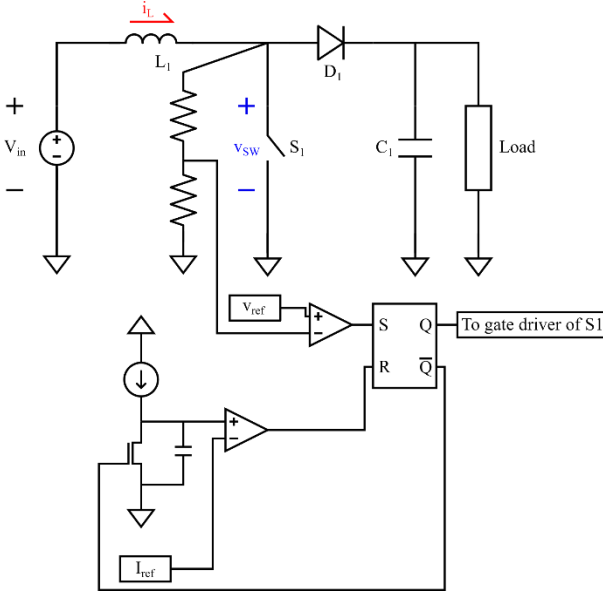 i_L
L_1
D_1
+
V_in
−
+
v_SW
−
S_1
C_1
Load
v_ref
+
−
S
Q
To gate driver of S1
R
Q̅
+
−
I_ref